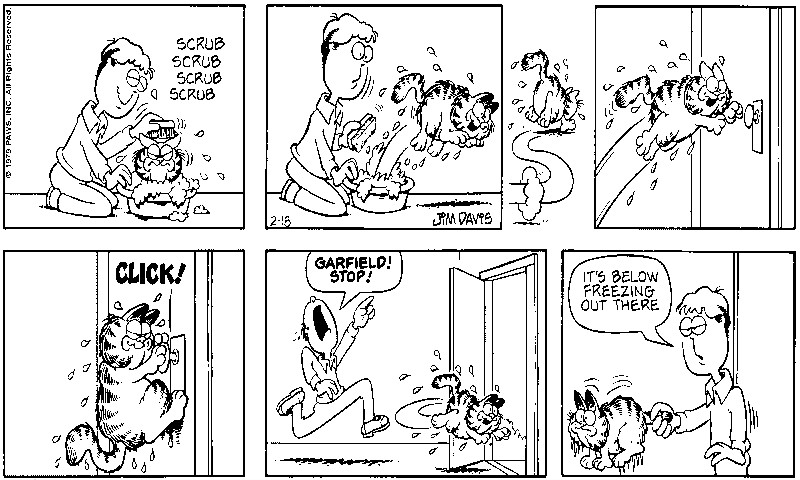 © 1979 PAWS, INC. All Rights Reserved.
SCRUB
SCRUB
SCRUB
SCRUB
2-18
JIM DAVIS
CLICK!
GARFIELD!
STOP!
IT'S BELOW
FREEZING
OUT THERE